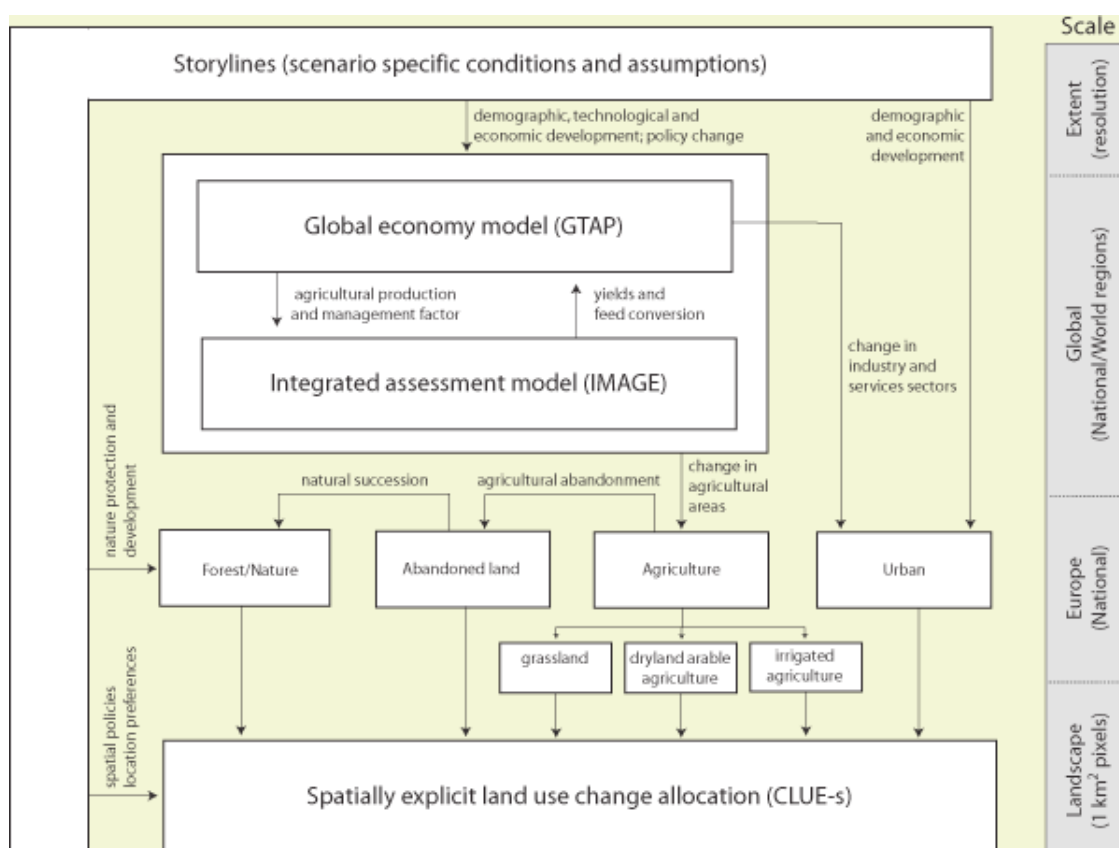 Scale
Storylines (scenario specific conditions and assumptions)
Extent
(resolution)
demographic, technological and
economic development; policy change
demographic
and economic
development
Global economy model (GTAP)
agricultural production
and management factor
yields and
feed conversion
Integrated assessment model (IMAGE)
change in
industry and
services sectors
Global
(National/World regions)
nature protection and
development
natural succession
agricultural abandonment
change in
agricultural
areas
Forest/Nature
Abandoned land
Agriculture
Urban
Europe
(National)
grassland
dryland arable
agriculture
irrigated
agriculture
spatial policies
location preferences
Spatially explicit land use change allocation (CLUE-s)
Landscape
(1 km² pixels)